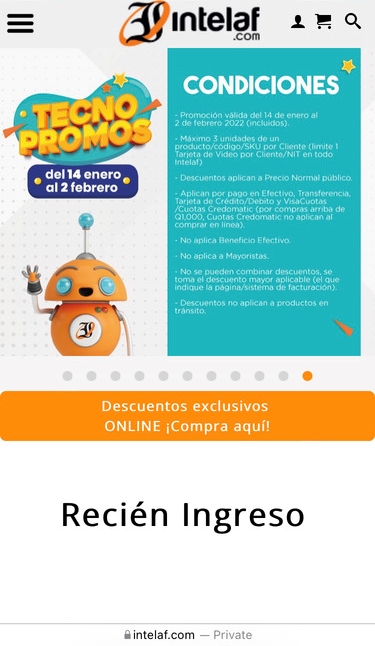 intelaf
.com
TECNO
PROMOS
del 14 enero
al 2 febrero
CONDICIONES
- Promoción válida del 14 de enero al
2 de febrero 2022 (incluidos).
- Máximo 3 unidades de un
producto/código/SKU por Cliente (limite 1
Tarjeta de Video por Cliente/NIT en todo
Intelaf)
- Descuentos aplican a Precio Normal público.
- Aplican por pago en Efectivo, Transferencia,
Tarjeta de Crédito/Debito y VisaCuotas
/Cuotas Credomatic (por compras arriba de
Q1,000, Cuotas Credomatic no aplican al
comprar en línea).
- No aplica Beneficio Efectivo.
- No aplica a Mayoristas.
- No se pueden combinar descuentos, se
toma el descuento mayor aplicable (el que
indique la página/sistema de facturación).
- Descuentos no aplican a productos en
tránsito.
Descuentos exclusivos
ONLINE ¡Compra aquí!
Recién Ingreso
intelaf.com — Private